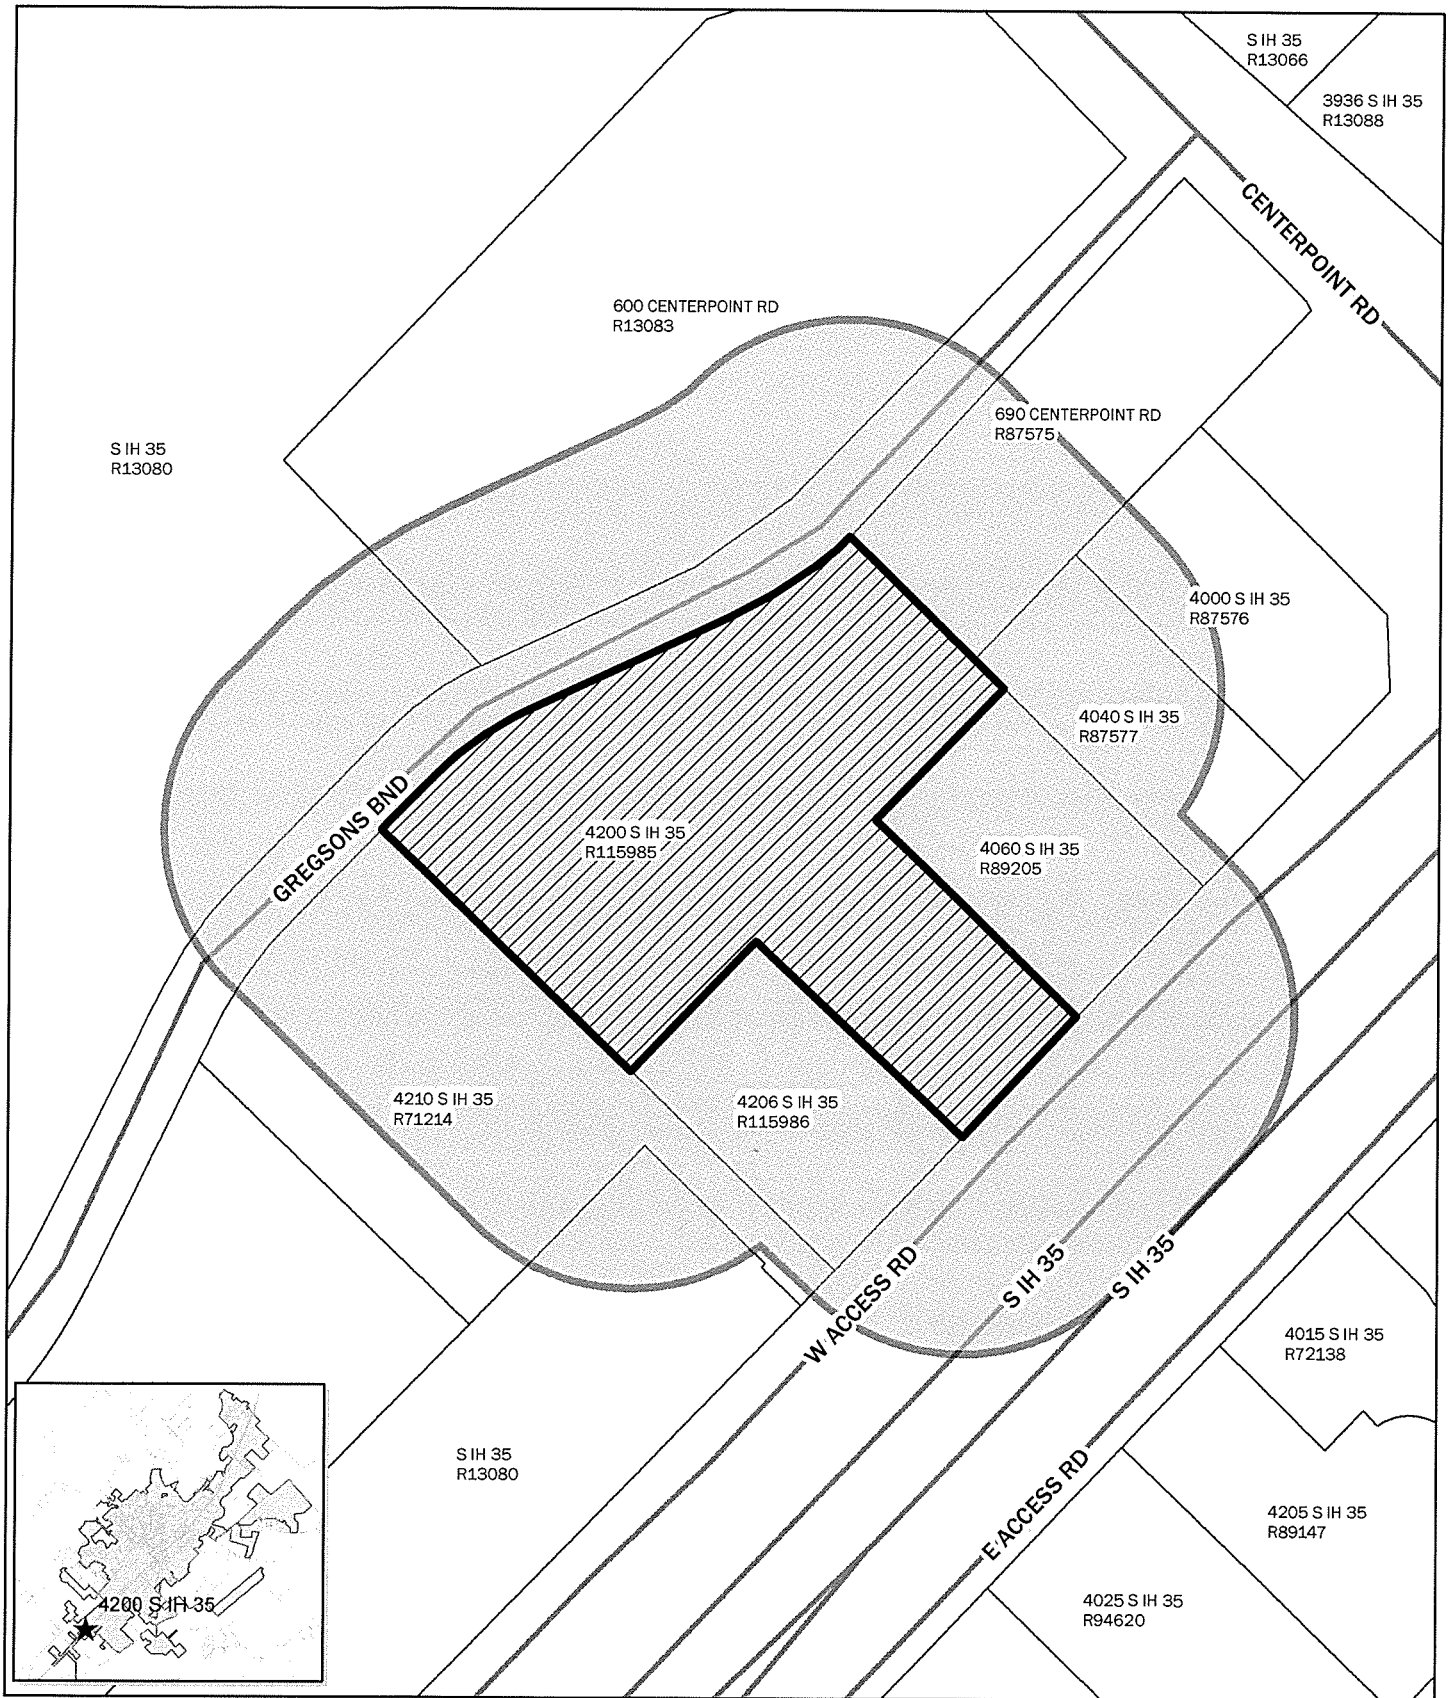 S IH 35
R13066
3936 S IH 35
R13088
CENTERPOINT RD
600 CENTERPOINT RD
R13083
690 CENTERPOINT RD
R87575
S IH 35
R13080
4000 S IH 35
R87576
4040 S IH 35
R87577
GREGSONS BND
4200 S IH 35
R115985
4060 S IH 35
R89205
4210 S IH 35
R71214
4206 S IH 35
R115986
W ACCESS RD
S IH 35
S IH 35
4015 S IH 35
R72138
S IH 35
R13080
E ACCESS RD
4205 S IH 35
R89147
4025 S IH 35
R94620
4200 S IH 35